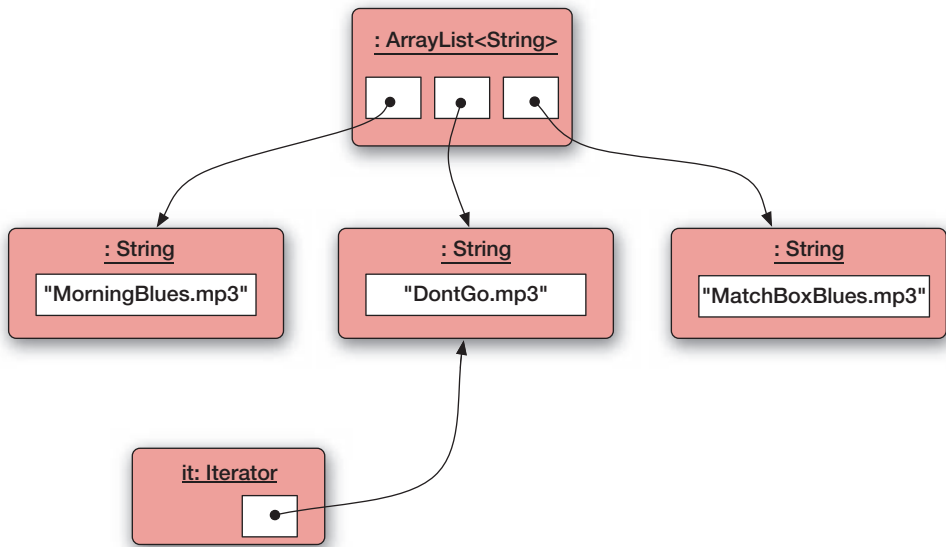 : ArrayList<String>
: String
"MorningBlues.mp3"
: String
"DontGo.mp3"
: String
"MatchBoxBlues.mp3"
it: Iterator